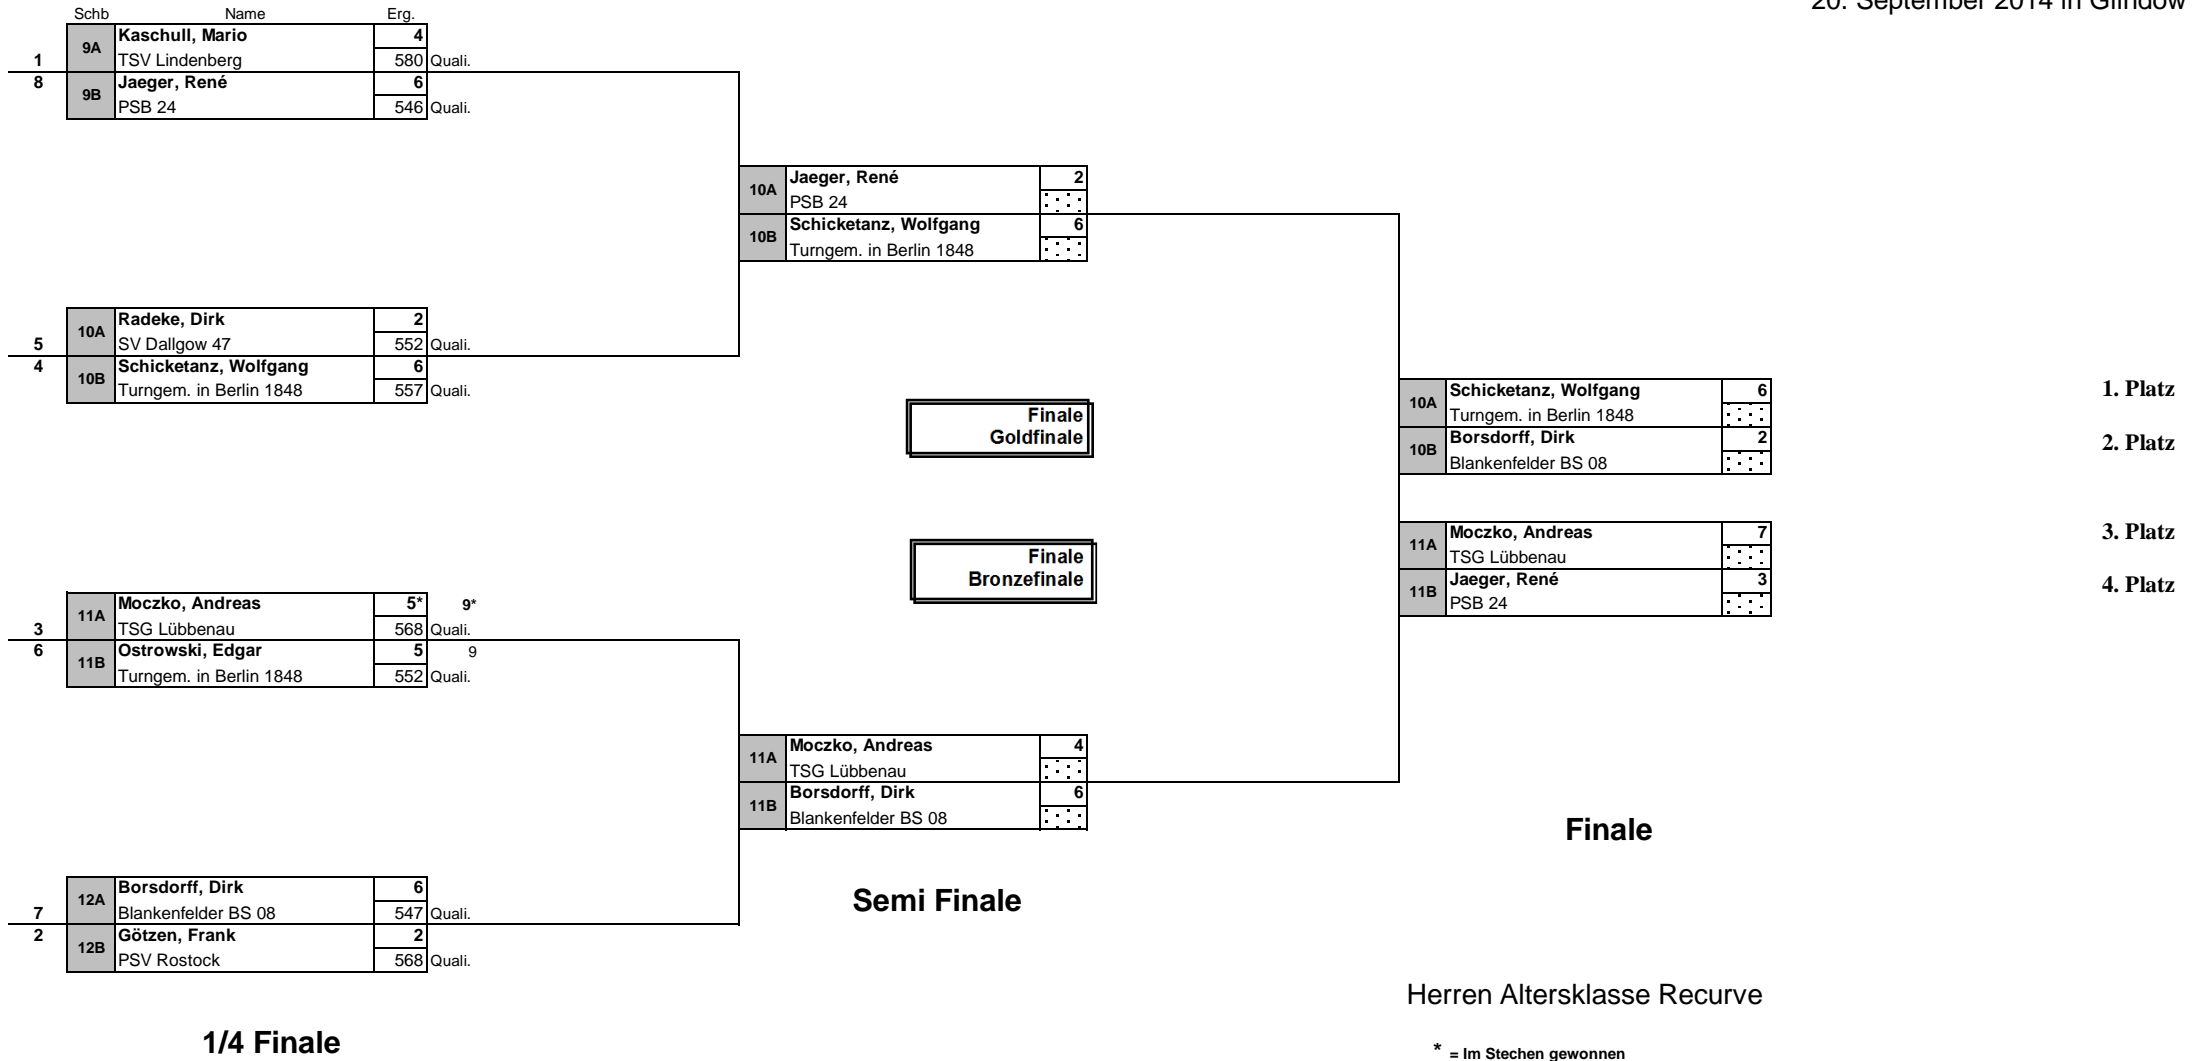 20. September 2014 in Glindow
Schb Name Erg.
9A Kaschull, Mario 4
1 TSV Lindenberg 580 Quali.
8 9B Jaeger, René 6
PSB 24 546 Quali.
10A Jaeger, René 2
PSB 24
10B Schicketanz, Wolfgang 6
Turngem. in Berlin 1848
10A Radeke, Dirk 2
5 SV Dallgow 47 552 Quali.
4 10B Schicketanz, Wolfgang 6
Turngem. in Berlin 1848 557 Quali.
Finale
Goldfinale
10A Schicketanz, Wolfgang 6 1. Platz
Turngem. in Berlin 1848
10B Borsdorff, Dirk 2 2. Platz
Blankenfelder BS 08
Finale
Bronzefinale
11A Moczko, Andreas 7 3. Platz
TSG Lübbenau
11B Jaeger, René 3 4. Platz
PSB 24
11A Moczko, Andreas 5* 9*
3 TSG Lübbenau 568 Quali.
6 11B Ostrowski, Edgar 5 9
Turngem. in Berlin 1848 552 Quali.
11A Moczko, Andreas 4
TSG Lübbenau
11B Borsdorff, Dirk 6
Blankenfelder BS 08
Finale
12A Borsdorff, Dirk 6
7 Blankenfelder BS 08 547 Quali.
2 12B Götzen, Frank 2
PSV Rostock 568 Quali.
Semi Finale
Herren Altersklasse Recurve
1/4 Finale
* = Im Stechen gewonnen